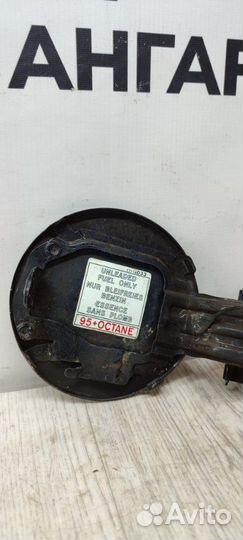 АНГАР
UNLEADED
FUEL ONLY
NUR BLEIFREIES
BENZIN
ESSENCE
SANS PLOMB
95+OCTANE
Avito